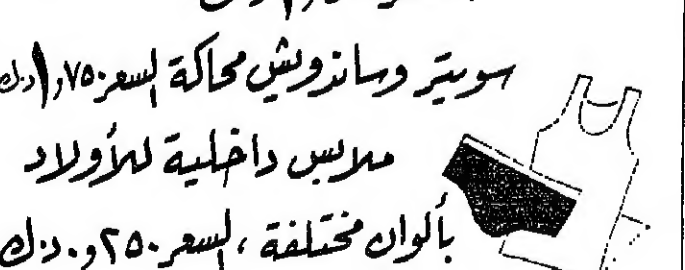 سويتر وساندويش محاكة السعر ١,٧٥٠ د.ك
ملابس داخلية للأولاد
بألوان مختلفة ، السعر ٠,٢٥٠ د.ك